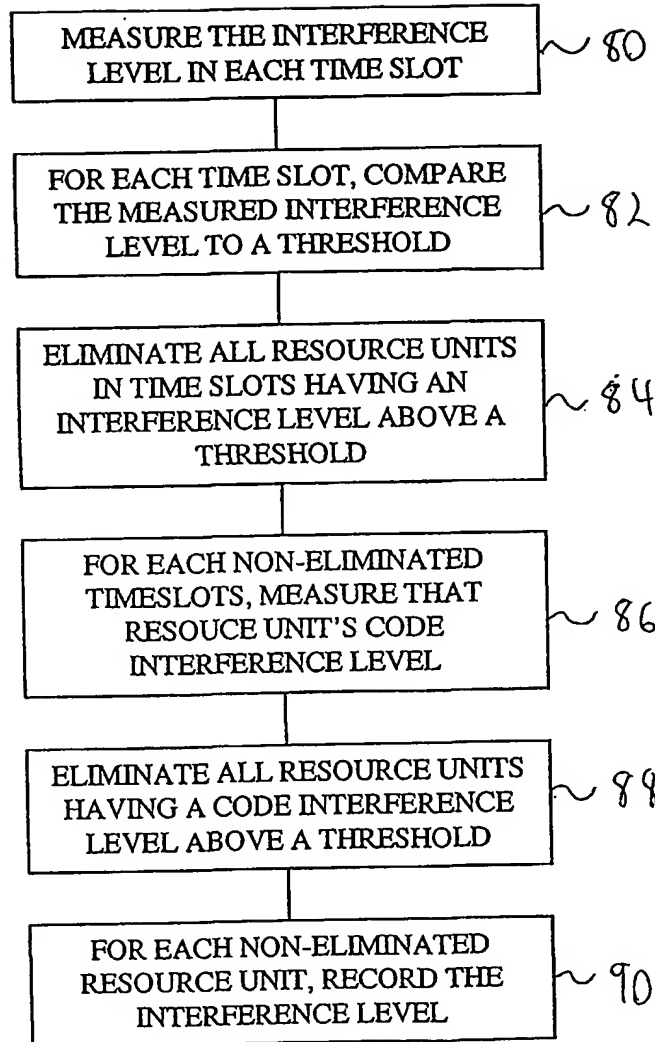 MEASURE THE INTERFERENCE
LEVEL IN EACH TIME SLOT
80
FOR EACH TIME SLOT, COMPARE
THE MEASURED INTERFERENCE
LEVEL TO A THRESHOLD
82
ELIMINATE ALL RESOURCE UNITS
IN TIME SLOTS HAVING AN
INTERFERENCE LEVEL ABOVE A
THRESHOLD
84
FOR EACH NON-ELIMINATED
TIMESLOTS, MEASURE THAT
RESOUCE UNIT'S CODE
INTERFERENCE LEVEL
86
ELIMINATE ALL RESOURCE UNITS
HAVING A CODE INTERFERENCE
LEVEL ABOVE A THRESHOLD
88
FOR EACH NON-ELIMINATED
RESOURCE UNIT, RECORD THE
INTERFERENCE LEVEL
90